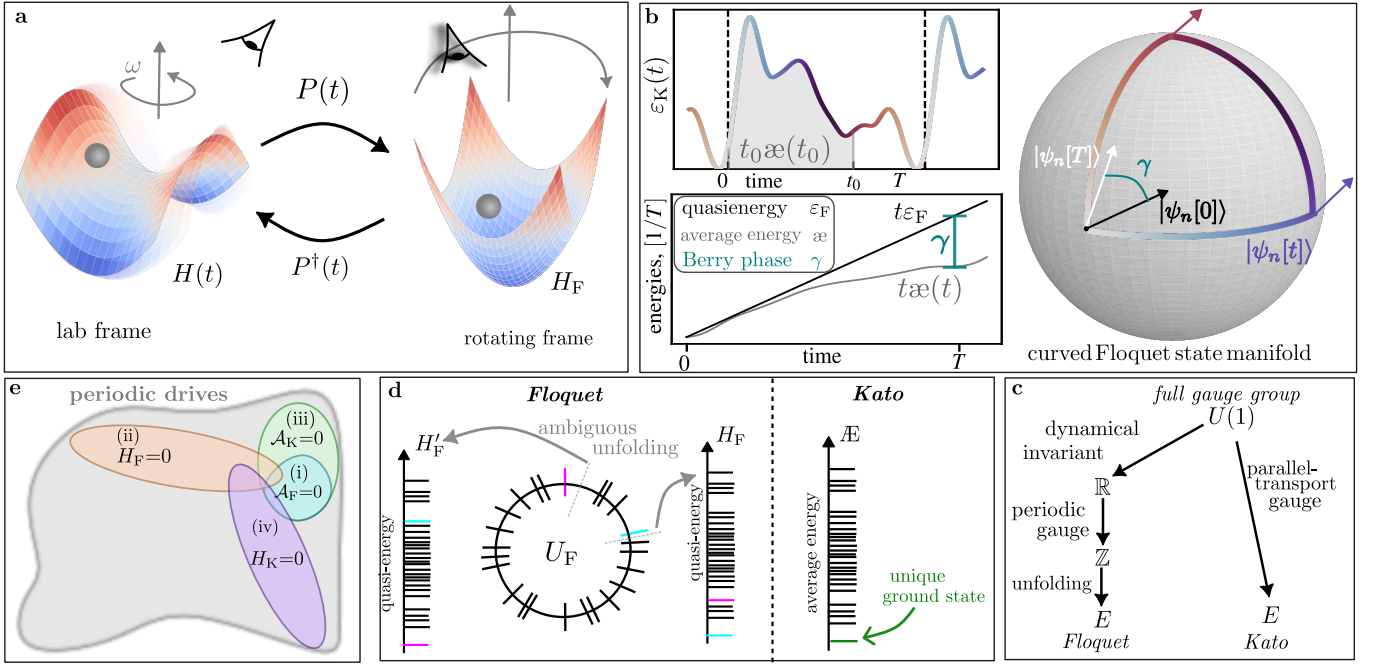 a
ω
P(t)
P†(t)
H(t)
H_F
lab frame
rotating frame
b
ε_K(t)
t₀æ(t₀)
0
time
t₀
T
energies, [1/T]
quasienergy ε_F
average energy æ
Berry phase γ
tε_F
γ
tæ(t)
0
time
T
|ψ_n[T]⟩
γ
|ψ_n[0]⟩
|ψ_n[t]⟩
curved Floquet state manifold
e
periodic drives
(ii)
H_F=0
(iii)
𝒜_K=0
(i)
𝒜_F=0
(iv)
H_K=0
d
Floquet
Kato
H′_F
ambiguous
unfolding
H_F
Æ
quasi-energy
U_F
quasi-energy
average energy
unique
ground state
c
full gauge group
U(1)
dynamical
invariant
parallel-
transport
gauge
ℝ
periodic
gauge
ℤ
unfolding
E
E
Floquet
Kato